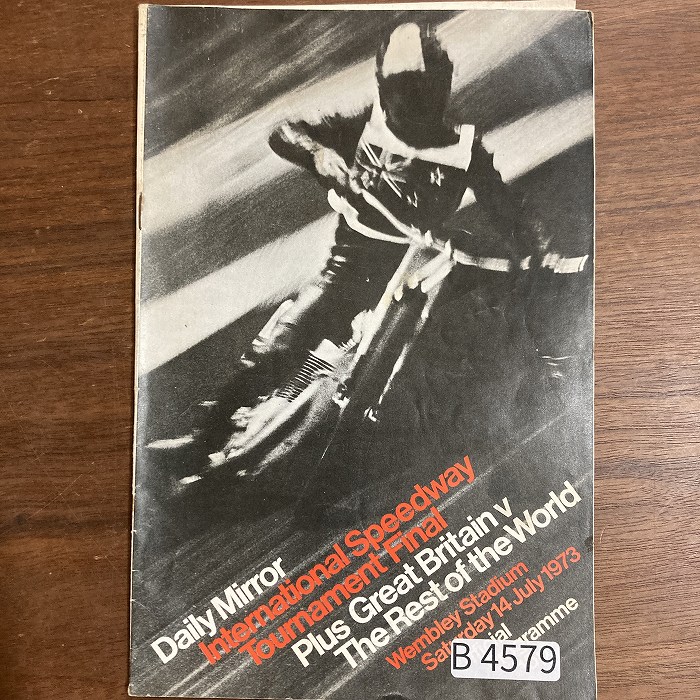 Daily Mirror
International Speedway
Tournament Final
Plus Great Britain v
The Rest of the World
Wembley Stadium
Saturday 14 July 1973
B 4579